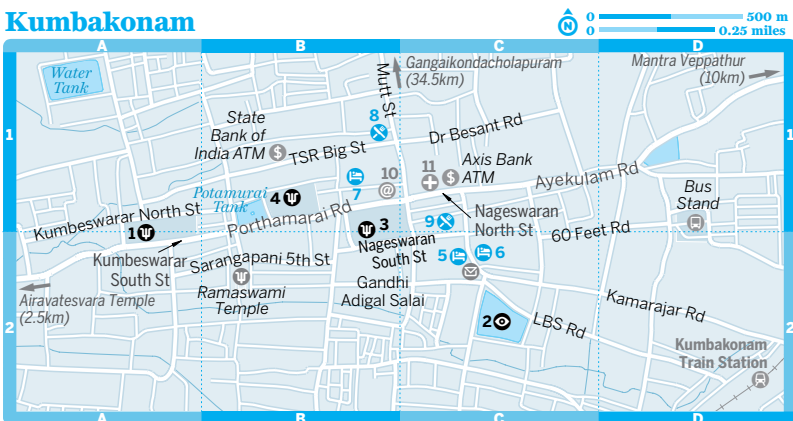 Kumbakonam
N
0 500 m
0 0.25 miles
A B C D
Water
Tank
Mutt St
Gangaikondacholapuram
(34.5km)
Mantra Veppathur
(10km)
State
Bank of
India ATM
$
8
1
1
TSR Big St
Dr Besant Rd
7
10
@
11
$
Axis Bank
ATM
Ayekulam Rd
Potamurai
Tank
4
Kumbeswarar North St
Porthamarai Rd
Bus
Stand
1
3
9
Nageswaran
North St
60 Feet Rd
Kumbeswarar
South St
Sarangapani 5th St
Nageswaran
South St
5
6
Airavatesvara Temple
(2.5km)
Ramaswami
Temple
Gandhi
Adigal Salai
Kamarajar Rd
2
2
2
LBS Rd
Kumbakonam
Train Station
A B C D